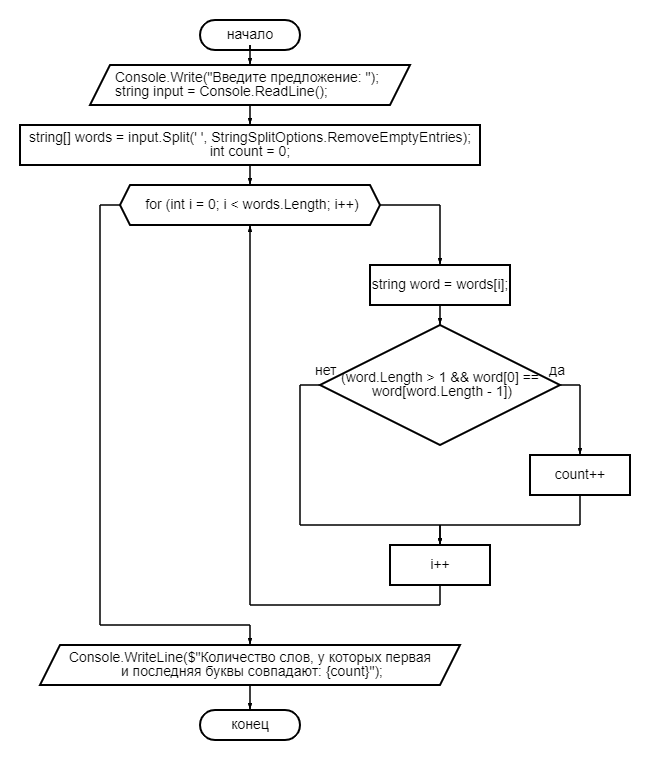 начало
Console.Write("Введите предложение: ");
string input = Console.ReadLine();
string[] words = input.Split(' ', StringSplitOptions.RemoveEmptyEntries);
int count = 0;
for (int i = 0; i < words.Length; i++)
string word = words[i];
нет
(word.Length > 1 && word[0] ==
word[word.Length - 1])
да
count++
i++
Console.WriteLine($"Количество слов, у которых первая
и последняя буквы совпадают: {count}");
конец